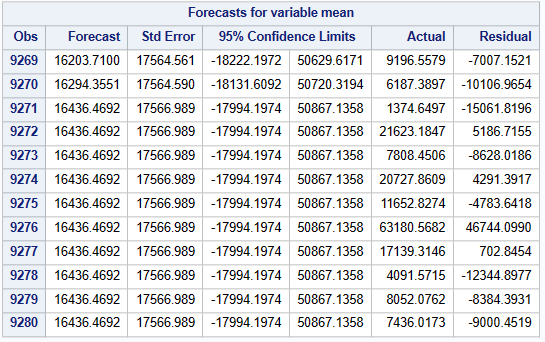 Forecasts for variable mean
Obs Forecast Std Error 95% Confidence Limits Actual Residual
9269 16203.7100 17564.561 -18222.1972 50629.6171 9196.5579 -7007.1521
9270 16294.3551 17564.590 -18131.6092 50720.3194 6187.3897 -10106.9654
9271 16436.4692 17566.989 -17994.1974 50867.1358 1374.6497 -15061.8196
9272 16436.4692 17566.989 -17994.1974 50867.1358 21623.1847 5186.7155
9273 16436.4692 17566.989 -17994.1974 50867.1358 7808.4506 -8628.0186
9274 16436.4692 17566.989 -17994.1974 50867.1358 20727.8609 4291.3917
9275 16436.4692 17566.989 -17994.1974 50867.1358 11652.8274 -4783.6418
9276 16436.4692 17566.989 -17994.1974 50867.1358 63180.5682 46744.0990
9277 16436.4692 17566.989 -17994.1974 50867.1358 17139.3146 702.8454
9278 16436.4692 17566.989 -17994.1974 50867.1358 4091.5715 -12344.8977
9279 16436.4692 17566.989 -17994.1974 50867.1358 8052.0762 -8384.3931
9280 16436.4692 17566.989 -17994.1974 50867.1358 7436.0173 -9000.4519